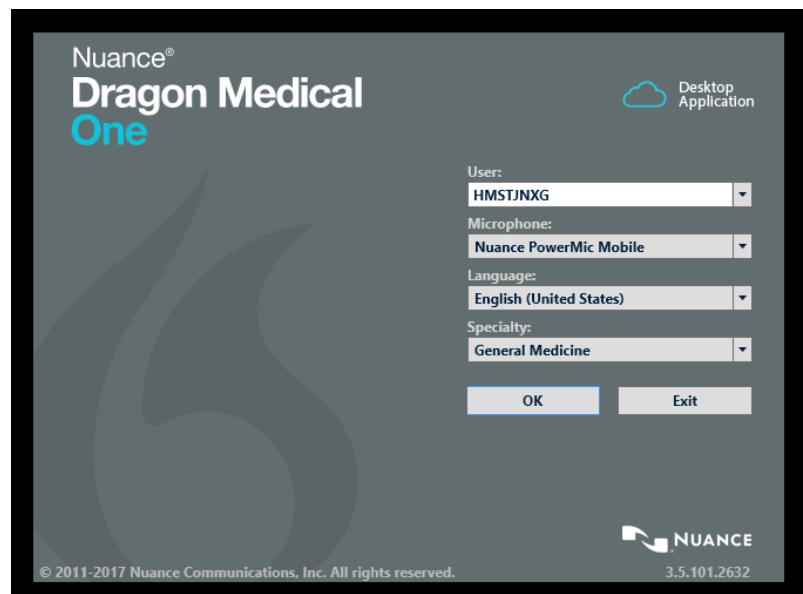 Nuance®
Dragon Medical
One
Desktop
Application
User:
HMSTJNXG
Microphone:
Nuance PowerMic Mobile
Language:
English (United States)
Specialty:
General Medicine
OK Exit
NUANCE
© 2011-2017 Nuance Communications, Inc. All rights reserved. 3.5.101.2632